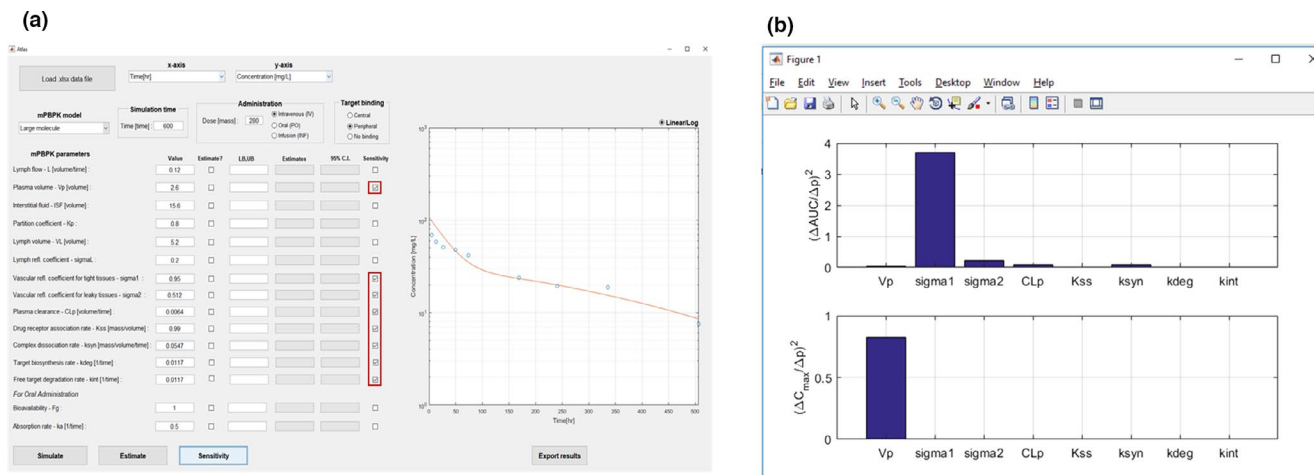 (a)
Atlas
Load .xlsx data file
x-axis
Time[hr]
y-axis
Concentration [mg/L]
mPBPK model
Large molecule
Simulation time
Time [time] : 600
Administration
Dose [mass] : 200
Intravenous (IV)
Oral (PO)
Infusion (INF)
Target binding
Central
Peripheral
No binding
Linear/Log
mPBPK parameters Value Estimate? LB,UB Estimates 95% C.I. Sensitivity
Lymph flow - L [volume/time] : 0.12
Plasma volume - Vp [volume] : 2.6
Interstitial fluid - ISF [volume] : 15.6
Partition coefficient - Kp : 0.8
Lymph volume - VL [volume] : 5.2
Lymph refl. coefficient - sigmaL : 0.2
Vascular refl. coefficient for tight tissues - sigma1 : 0.95
Vascular refl. coefficient for leaky tissues - sigma2 : 0.512
Plasma clearance - CLp [volume/time] : 0.0064
Drug receptor association rate - Kss [mass/volume] : 0.99
Complex dissociation rate - ksyn [mass/volume/time] : 0.0547
Target biosynthesis rate - kdeg [1/time] : 0.0117
Free target degradation rate - kint [1/time] : 0.0117
For Oral Administration
Bioavailability - Fg : 1
Absorption rate - ka [1/time] : 0.5
Simulate
Estimate
Sensitivity
Export results
Concentration [mg/L]
10^2
10^1
10^0
0 50 100 150 200 250 300 350 400 450 500
Time[hr]
(b)
Figure 1
File Edit View Insert Tools Desktop Window Help
(ΔAUC/Δp)^2
4
3
2
1
0
Vp sigma1 sigma2 CLp Kss ksyn kdeg kint
(ΔC_max/Δp)^2
1
0.5
0
Vp sigma1 sigma2 CLp Kss ksyn kdeg kint